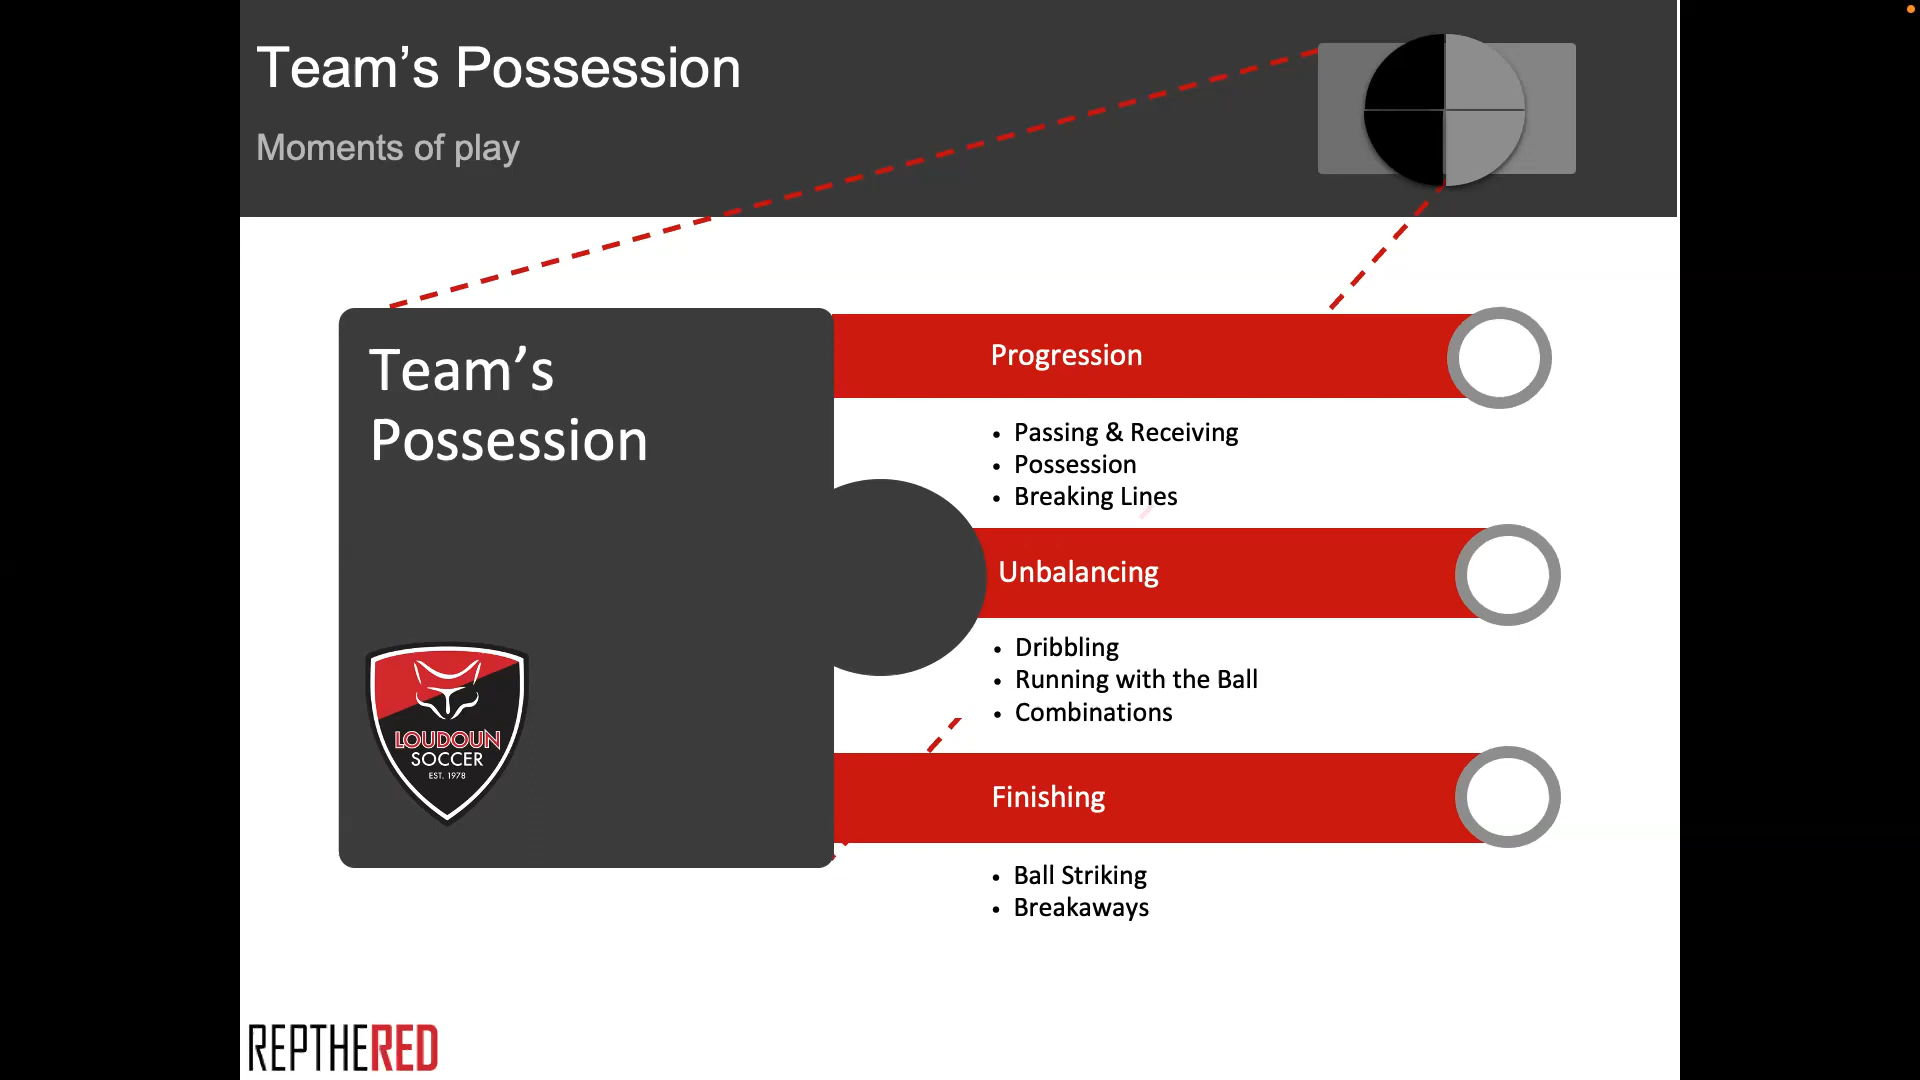 Team’s Possession
Moments of play
Team’s
Possession
Progression
• Passing & Receiving
• Possession
• Breaking Lines
Unbalancing
• Dribbling
• Running with the Ball
• Combinations
Finishing
• Ball Striking
• Breakaways
LOUDOUN
SOCCER
EST. 1978
REPTHERED